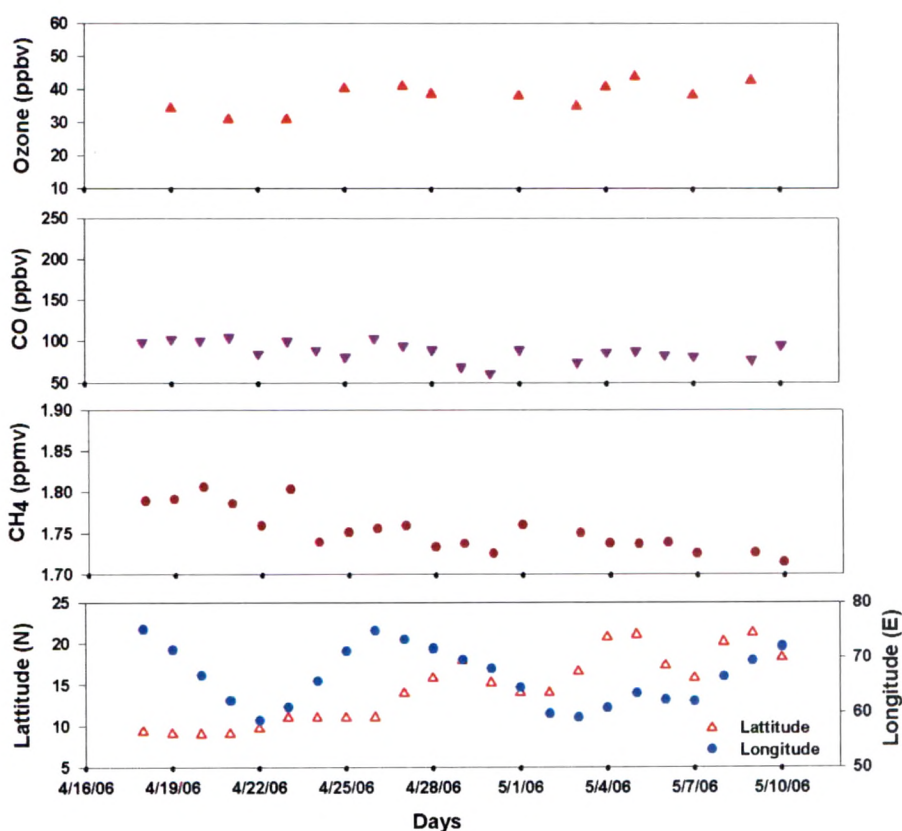 Ozone (ppbv)
60
50
40
30
20
10
CO (ppbv)
250
200
150
100
50
CH4 (ppmv)
1.90
1.85
1.80
1.75
1.70
Lattitude (N)
25
20
15
10
5
80
70
60
50
Longitude (E)
Lattitude
Longitude
4/16/06 4/19/06 4/22/06 4/25/06 4/28/06 5/1/06 5/4/06 5/7/06 5/10/06
Days